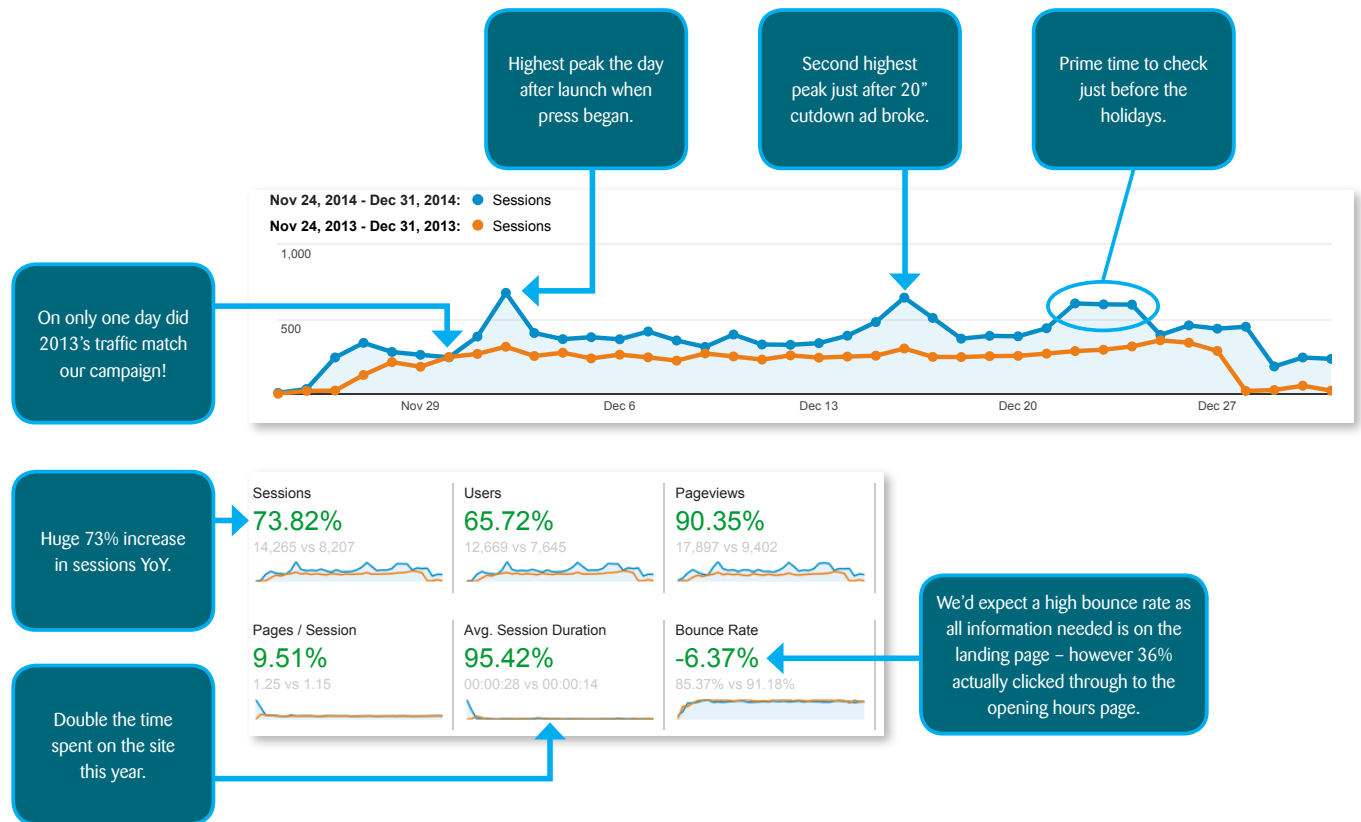 Highest peak the day
after launch when
press began.
Second highest
peak just after 20”
cutdown ad broke.
Prime time to check
just before the
holidays.
Nov 24, 2014 - Dec 31, 2014: Sessions
Nov 24, 2013 - Dec 31, 2013: Sessions
1,000
500
Nov 29 Dec 6 Dec 13 Dec 20 Dec 27
On only one day did
2013’s traffic match
our campaign!
Huge 73% increase
in sessions YoY.
Sessions
73.82%
14,265 vs 8,207
Users
65.72%
12,669 vs 7,645
Pageviews
90.35%
17,897 vs 9,402
Pages / Session
9.51%
1.25 vs 1.15
Avg. Session Duration
95.42%
00:00:28 vs 00:00:14
Bounce Rate
-6.37%
85.37% vs 91.18%
We’d expect a high bounce rate as
all information needed is on the
landing page – however 36%
actually clicked through to the
opening hours page.
Double the time
spent on the site
this year.